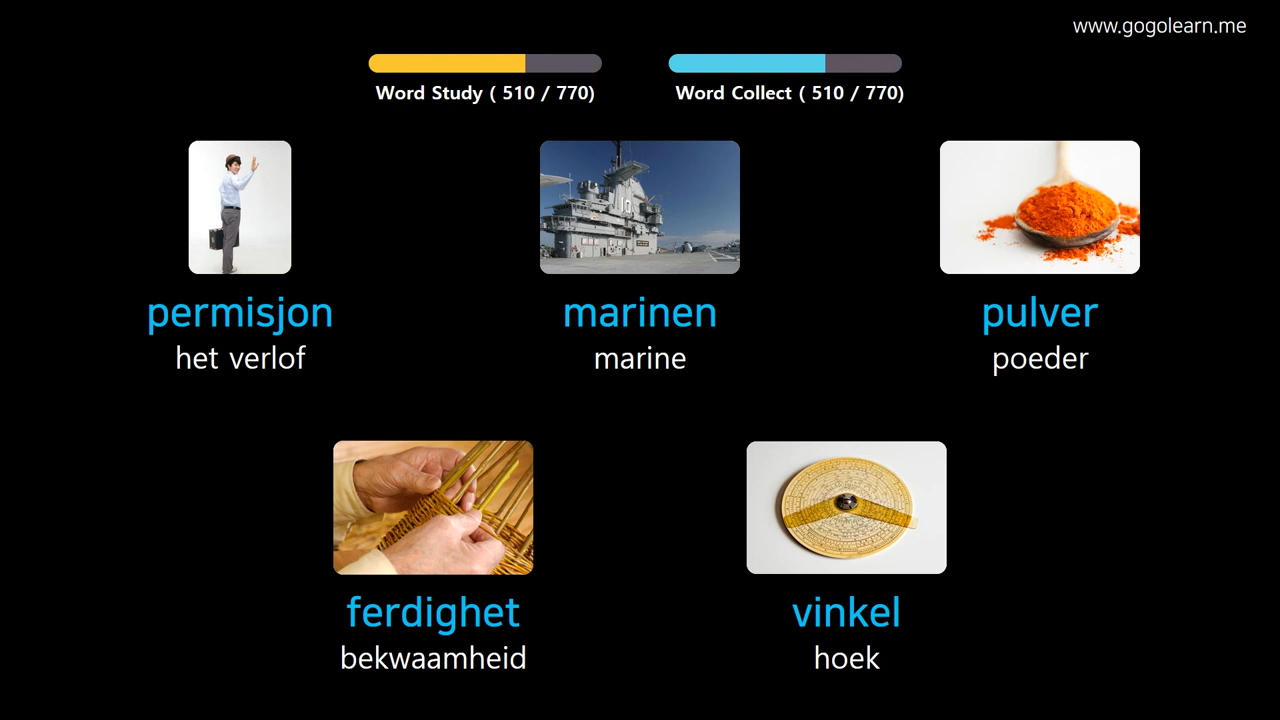 www.gogolearn.me
Word Study ( 510 / 770)
Word Collect ( 510 / 770)
permisjon
het verlof
marinen
marine
pulver
poeder
ferdighet
bekwaamheid
vinkel
hoek